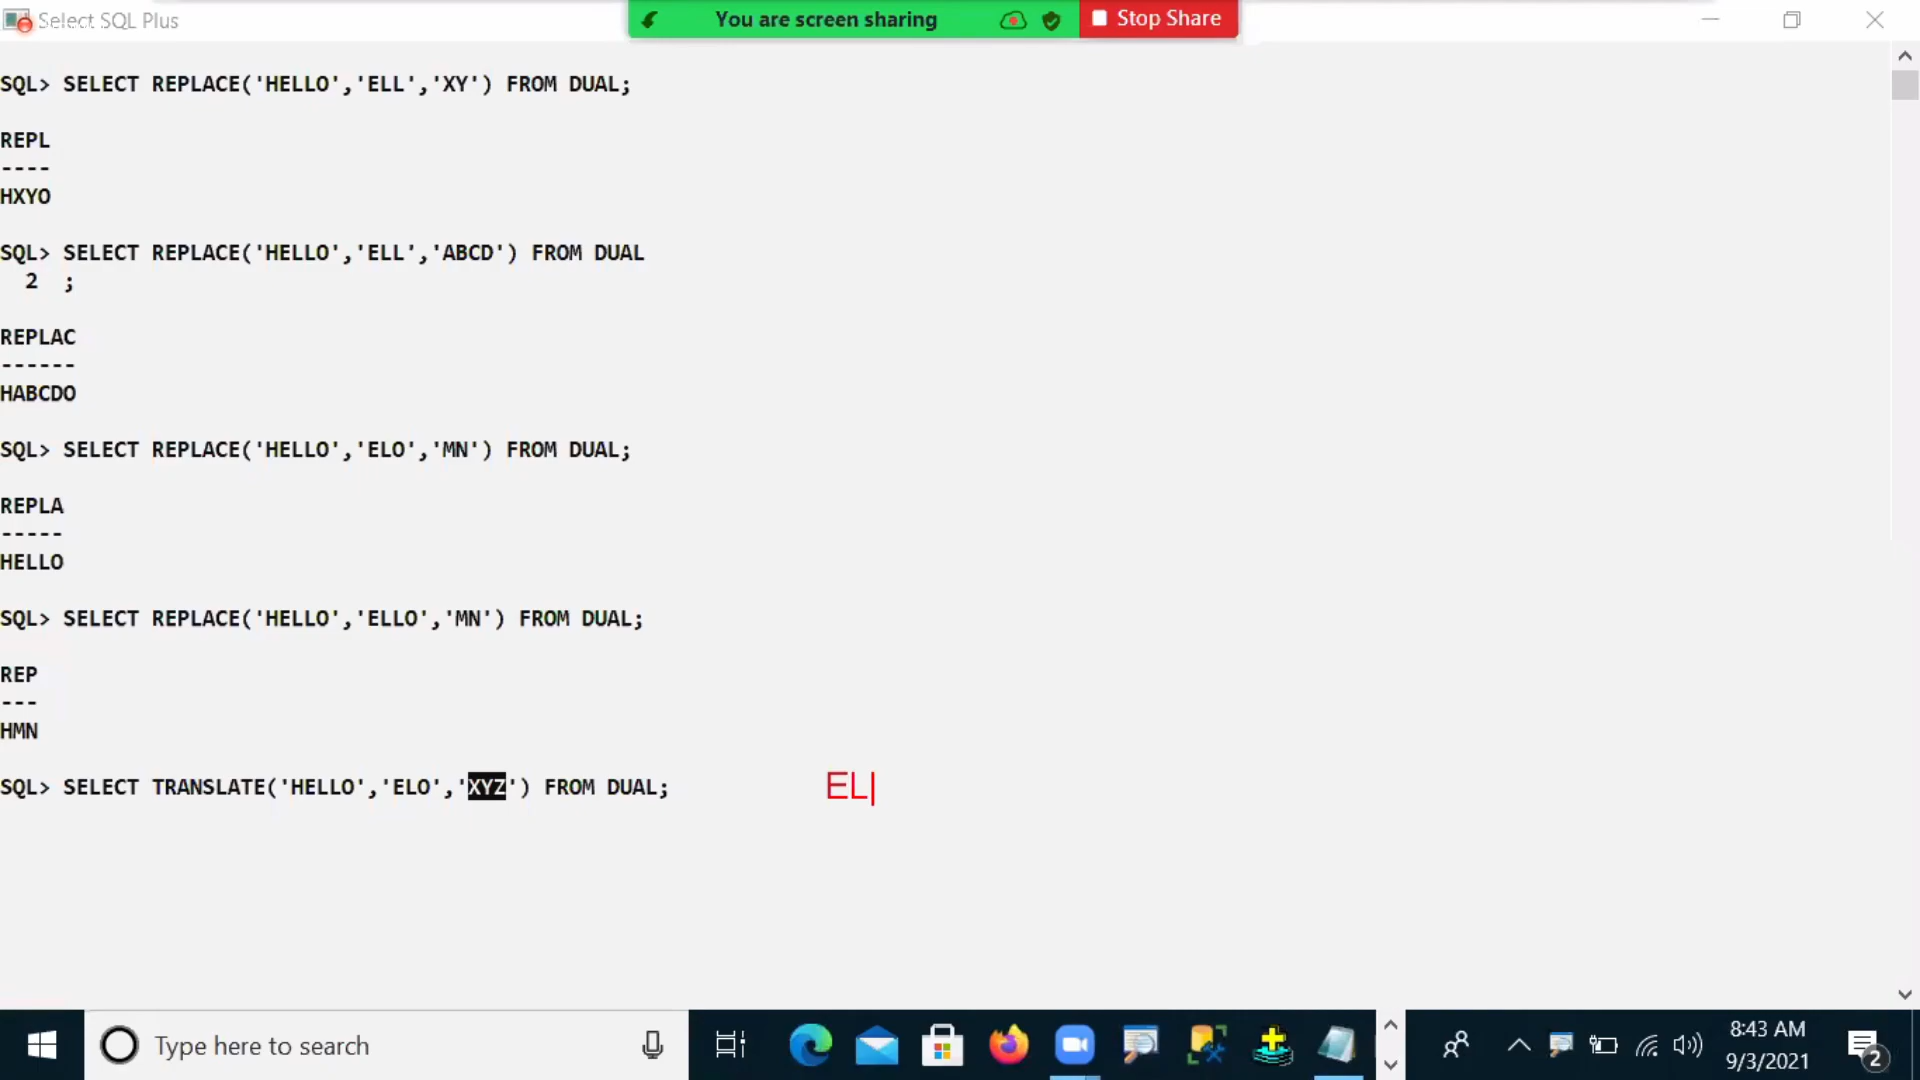 Select SQL Plus
You are screen sharing
Stop Share
SQL> SELECT REPLACE('HELLO','ELL','XY') FROM DUAL;
REPL
----
HXYO
SQL> SELECT REPLACE('HELLO','ELL','ABCD') FROM DUAL
2 ;
REPLAC
------
HABCDO
SQL> SELECT REPLACE('HELLO','ELO','MN') FROM DUAL;
REPLA
-----
HELLO
SQL> SELECT REPLACE('HELLO','ELLO','MN') FROM DUAL;
REP
---
HMN
SQL> SELECT TRANSLATE('HELLO','ELO','XYZ') FROM DUAL;
EL
Type here to search
8:43 AM
9/3/2021
2